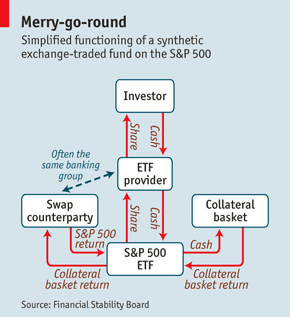 Merry-go-round
Simplified functioning of a synthetic
exchange-traded fund on the S&P 500
Investor
Share
Cash
Often the
same banking
group
ETF
provider
Swap
counterparty
Collateral
basket
Share
Cash
S&P 500
return
S&P 500
ETF
Cash
Collateral
basket return
Collateral
basket return
Source: Financial Stability Board